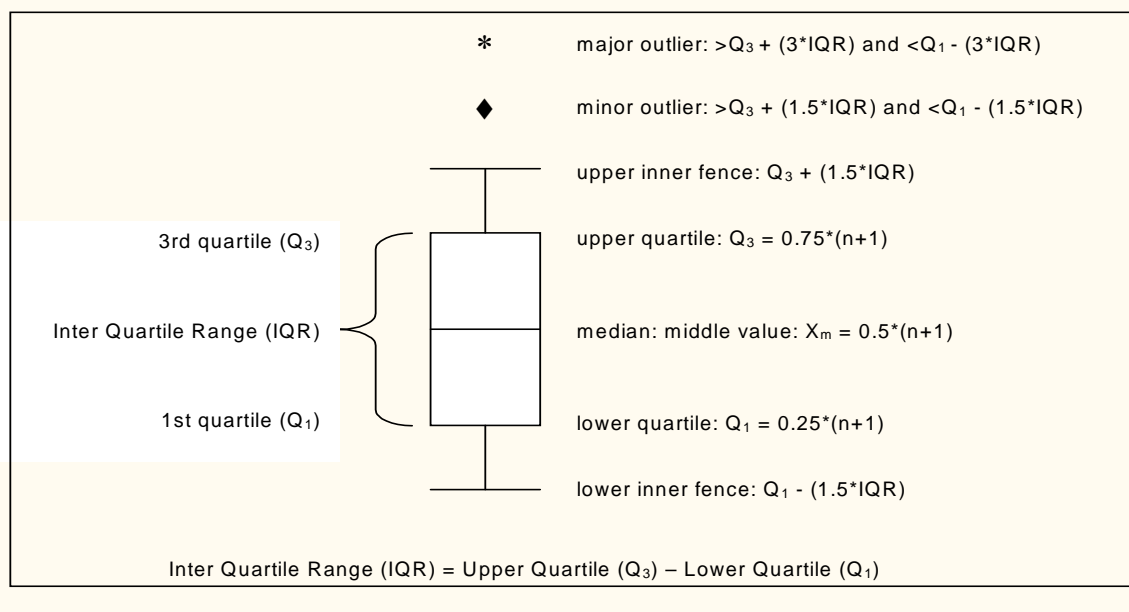 * major outlier: >Q₃ + (3*IQR) and <Q₁ - (3*IQR)
♦ minor outlier: >Q₃ + (1.5*IQR) and <Q₁ - (1.5*IQR)
upper inner fence: Q₃ + (1.5*IQR)
3rd quartile (Q₃)
upper quartile: Q₃ = 0.75*(n+1)
Inter Quartile Range (IQR)
median: middle value: Xₘ = 0.5*(n+1)
1st quartile (Q₁)
lower quartile: Q₁ = 0.25*(n+1)
lower inner fence: Q₁ - (1.5*IQR)
Inter Quartile Range (IQR) = Upper Quartile (Q₃) – Lower Quartile (Q₁)